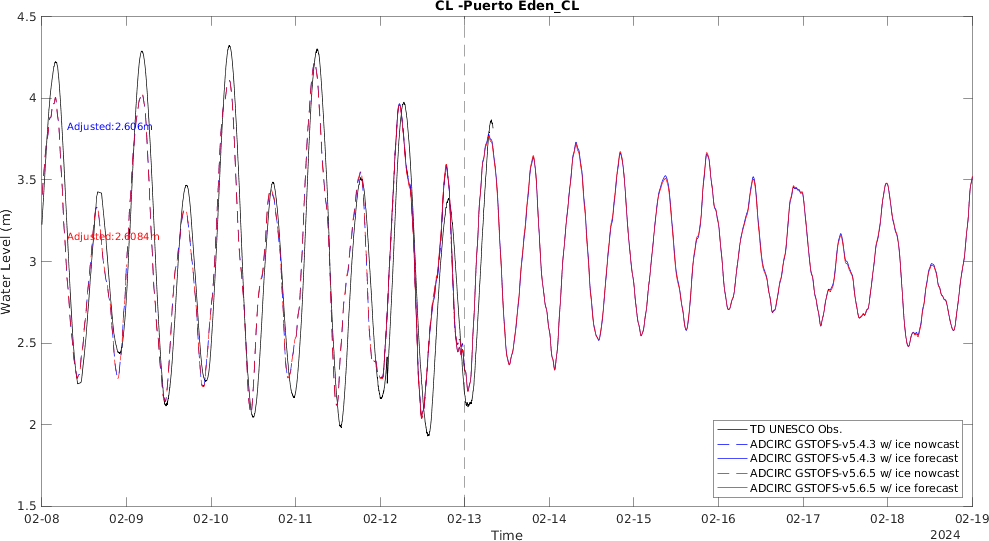 CL -Puerto Eden_CL
4.5
4
3.5
3
2.5
2
1.5
Water Level (m)
Adjusted:2.606m
Adjusted:2.6084m
TD UNESCO Obs.
ADCIRC GSTOFS-v5.4.3 w/ ice nowcast
ADCIRC GSTOFS-v5.4.3 w/ ice forecast
ADCIRC GSTOFS-v5.6.5 w/ ice nowcast
ADCIRC GSTOFS-v5.6.5 w/ ice forecast
02-08 02-09 02-10 02-11 02-12 02-13 02-14 02-15 02-16 02-17 02-18 02-19
Time
2024